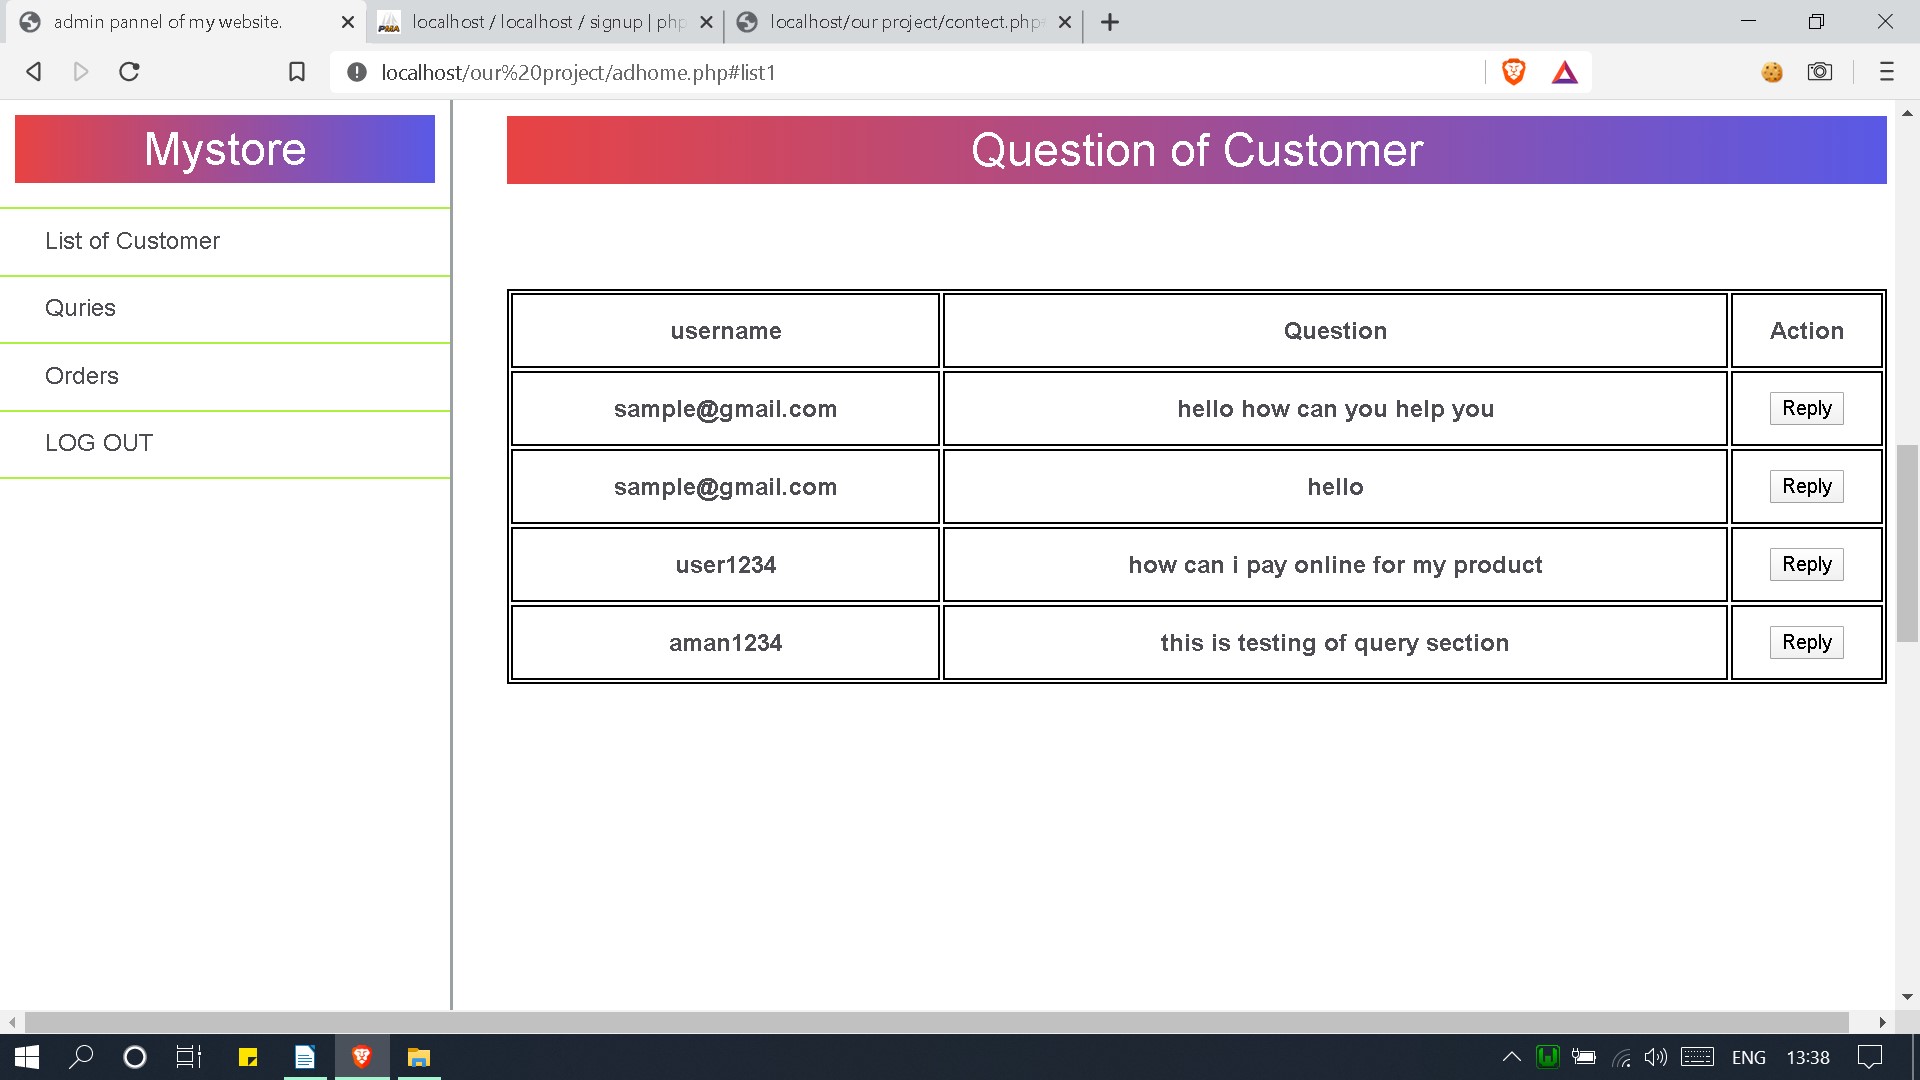 admin pannel of my website.
localhost / localhost / signup | php
localhost/our project/contect.php
localhost/our%20project/adhome.php#list1
Mystore
List of Customer
Quries
Orders
LOG OUT
Question of Customer
username Question Action
sample@gmail.com hello how can you help you Reply
sample@gmail.com hello Reply
user1234 how can i pay online for my product Reply
aman1234 this is testing of query section Reply
ENG 13:38